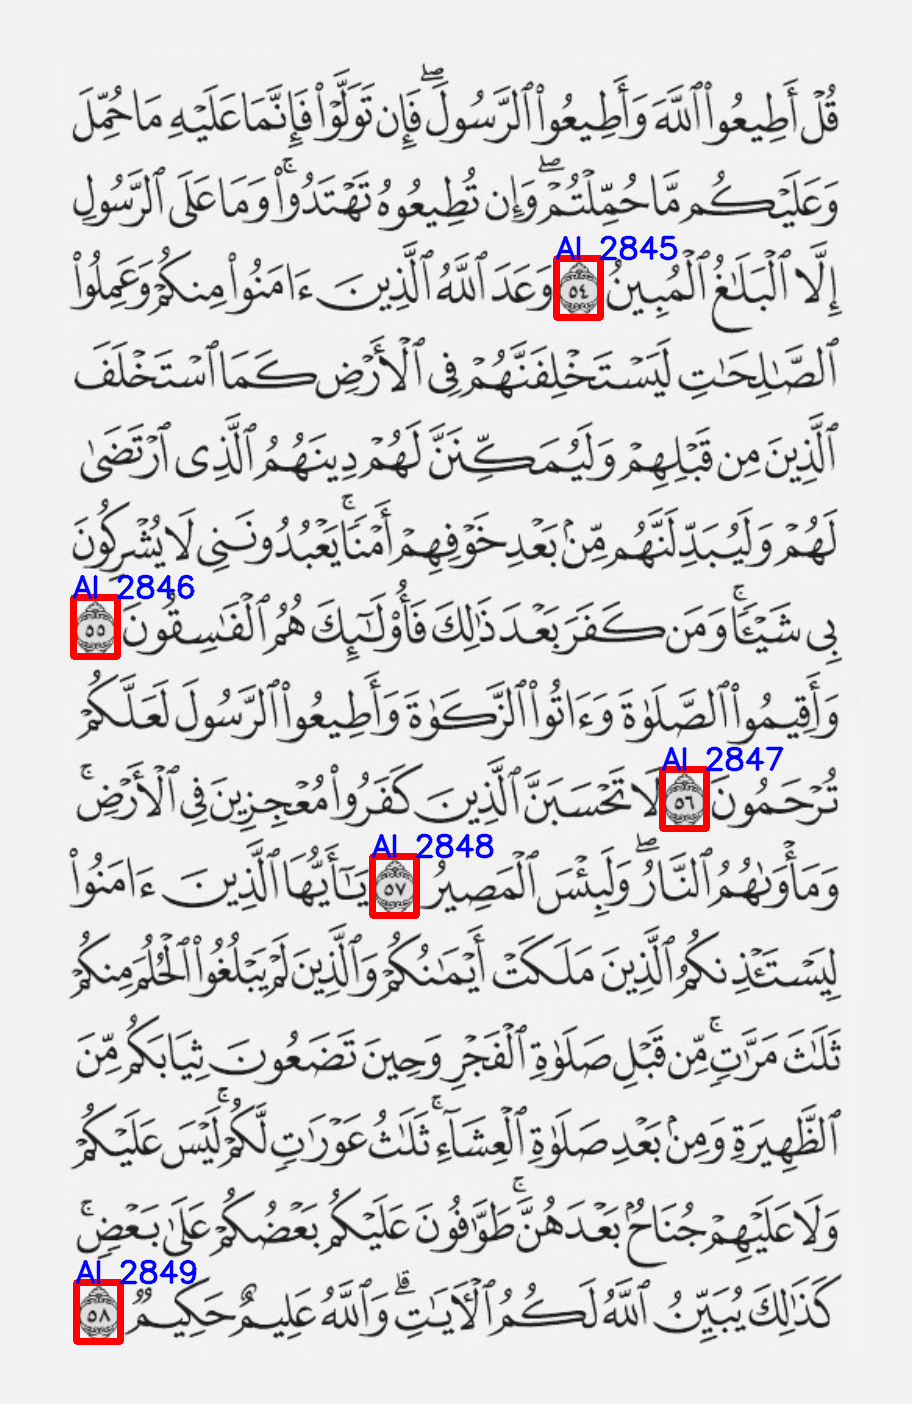 قُلْ أَطِيعُوا۟ ٱللَّهَ وَأَطِيعُوا۟ ٱلرَّسُولَ ۖ فَإِن تَوَلَّوْا۟ فَإِنَّمَا عَلَيْهِ مَا حُمِّلَ
وَعَلَيْكُم مَّا حُمِّلْتُمْ ۖ وَإِن تُطِيعُوهُ تَهْتَدُوا۟ ۚ وَمَا عَلَى ٱلرَّسُولِ
AI_2845
إِلَّا ٱلْبَلَٰغُ ٱلْمُبِينُ ٥٤ وَعَدَ ٱللَّهُ ٱلَّذِينَ ءَامَنُوا۟ مِنكُمْ وَعَمِلُوا۟
ٱلصَّٰلِحَٰتِ لَيَسْتَخْلِفَنَّهُمْ فِى ٱلْأَرْضِ كَمَا ٱسْتَخْلَفَ
ٱلَّذِينَ مِن قَبْلِهِمْ وَلَيُمَكِّنَنَّ لَهُمْ دِينَهُمُ ٱلَّذِى ٱرْتَضَىٰ
لَهُمْ وَلَيُبَدِّلَنَّهُم مِّنۢ بَعْدِ خَوْفِهِمْ أَمْنًا ۚ يَعْبُدُونَنِى لَا يُشْرِكُونَ
AI_2846
بِى شَيْـًٔا ۚ وَمَن كَفَرَ بَعْدَ ذَٰلِكَ فَأُو۟لَٰٓئِكَ هُمُ ٱلْفَٰسِقُونَ ٥٥
وَأَقِيمُوا۟ ٱلصَّلَوٰةَ وَءَاتُوا۟ ٱلزَّكَوٰةَ وَأَطِيعُوا۟ ٱلرَّسُولَ لَعَلَّكُمْ
AI_2847
تُرْحَمُونَ ٥٦ لَا تَحْسَبَنَّ ٱلَّذِينَ كَفَرُوا۟ مُعْجِزِينَ فِى ٱلْأَرْضِ ۚ
AI_2848
وَمَأْوَىٰهُمُ ٱلنَّارُ ۖ وَلَبِئْسَ ٱلْمَصِيرُ ٥٧ يَٰٓأَيُّهَا ٱلَّذِينَ ءَامَنُوا۟
لِيَسْتَـْٔذِنكُمُ ٱلَّذِينَ مَلَكَتْ أَيْمَٰنُكُمْ وَٱلَّذِينَ لَمْ يَبْلُغُوا۟ ٱلْحُلُمَ مِنكُمْ
ثَلَٰثَ مَرَّٰتٍ ۚ مِّن قَبْلِ صَلَوٰةِ ٱلْفَجْرِ وَحِينَ تَضَعُونَ ثِيَابَكُم مِّنَ
ٱلظَّهِيرَةِ وَمِنۢ بَعْدِ صَلَوٰةِ ٱلْعِشَآءِ ۚ ثَلَٰثُ عَوْرَٰتٍ لَّكُمْ ۚ لَيْسَ عَلَيْكُمْ
وَلَا عَلَيْهِمْ جُنَاحٌۢ بَعْدَهُنَّ ۚ طَوَّٰفُونَ عَلَيْكُم بَعْضُكُمْ عَلَىٰ بَعْضٍ ۚ
AI_2849
كَذَٰلِكَ يُبَيِّنُ ٱللَّهُ لَكُمُ ٱلْـَٔايَٰتِ ۗ وَٱللَّهُ عَلِيمٌ حَكِيمٌ ٥٨